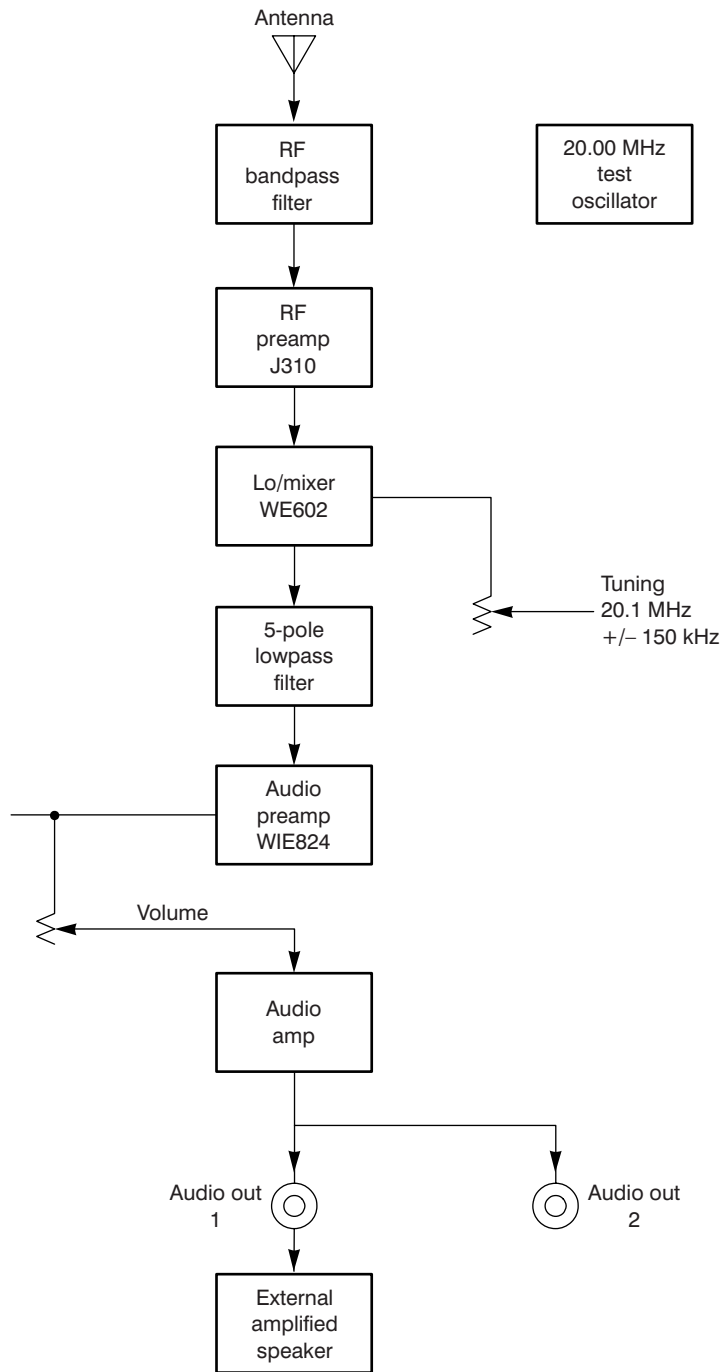 Antenna
RF
bandpass
filter
20.00 MHz
test
oscillator
RF
preamp
J310
Lo/mixer
WE602
Tuning
20.1 MHz
+/– 150 kHz
5-pole
lowpass
filter
Audio
preamp
WIE824
Volume
Audio
amp
Audio out
1
Audio out
2
External
amplified
speaker